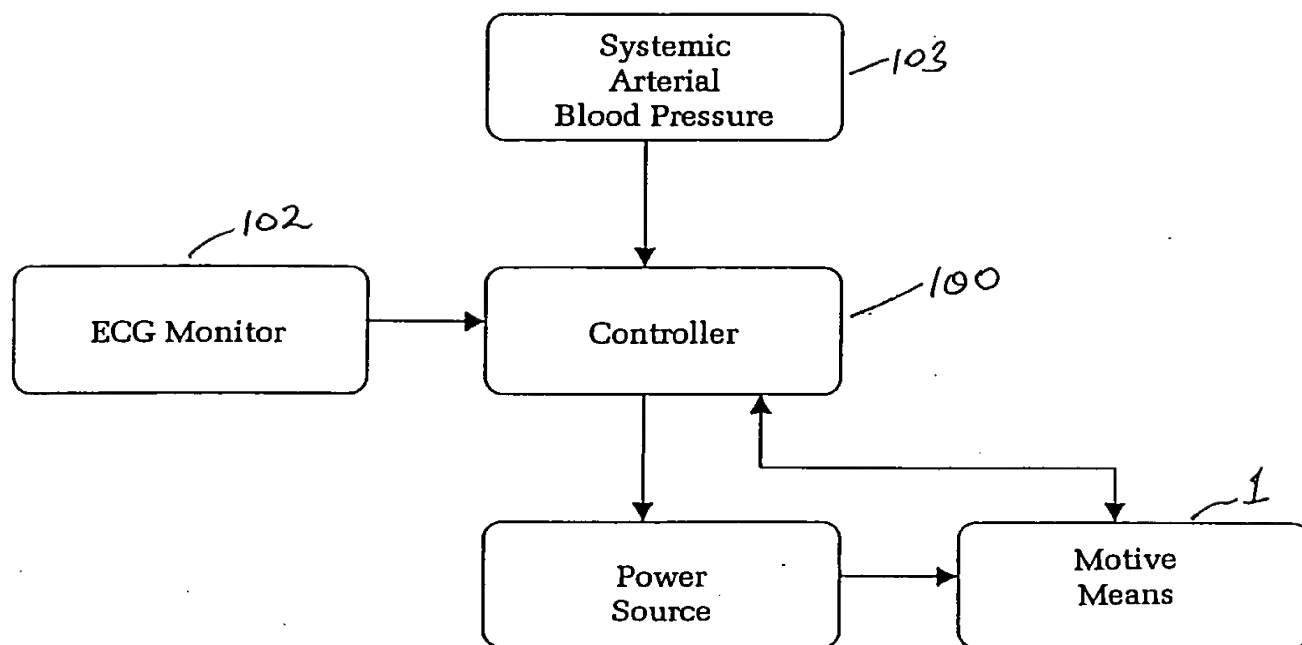 Systemic
Arterial
Blood Pressure
103
102
ECG Monitor
Controller
100
Power
Source
Motive
Means
1